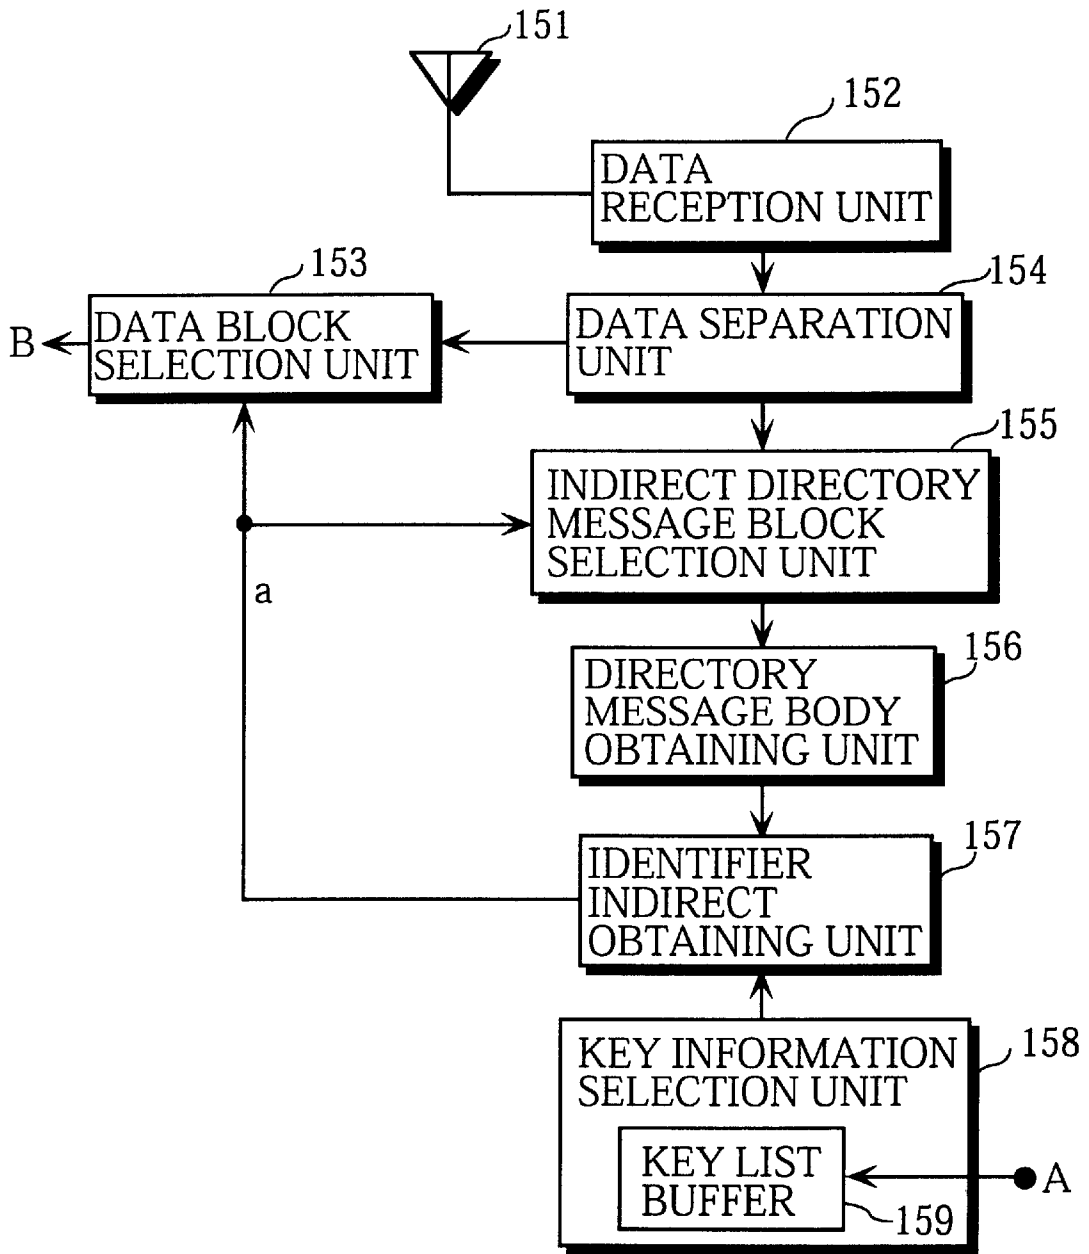 151
152
DATA
RECEPTION UNIT
153
154
B
DATA BLOCK
SELECTION UNIT
DATA SEPARATION
UNIT
155
INDIRECT DIRECTORY
MESSAGE BLOCK
SELECTION UNIT
a
156
DIRECTORY
MESSAGE BODY
OBTAINING UNIT
157
IDENTIFIER
INDIRECT
OBTAINING UNIT
158
KEY INFORMATION
SELECTION UNIT
KEY LIST
BUFFER
A
159